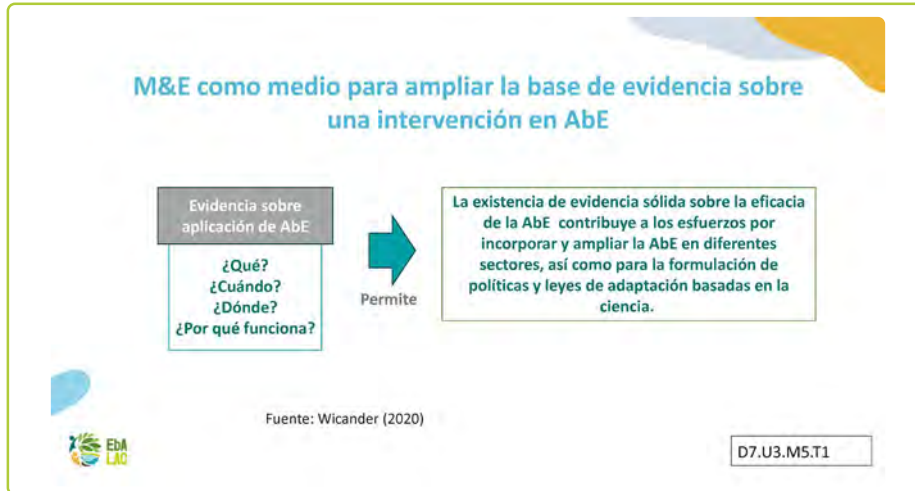 M&E como medio para ampliar la base de evidencia sobre
una intervención en AbE
Evidencia sobre
aplicación de AbE
¿Qué?
¿Cuándo?
¿Dónde?
¿Por qué funciona?
Permite
La existencia de evidencia sólida sobre la eficacia
de la AbE contribuye a los esfuerzos por
incorporar y ampliar la AbE en diferentes
sectores, así como para la formulación de
políticas y leyes de adaptación basadas en la
ciencia.
Fuente: Wicander (2020)
EbA
LAC
D7.U3.M5.T1